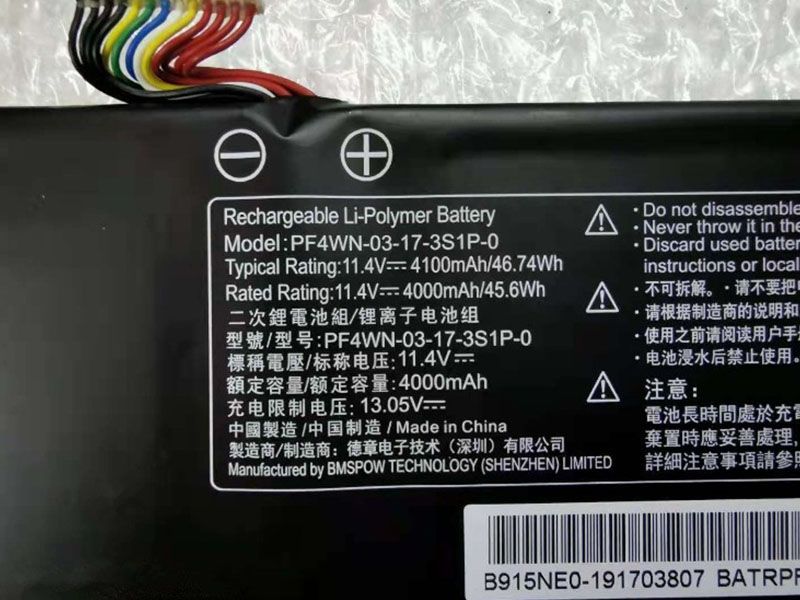 Rechargeable Li-Polymer Battery
Model:PF4WN-03-17-3S1P-0
Typical Rating:11.4V⎓ 4100mAh/46.74Wh
Rated Rating:11.4V⎓ 4000mAh/45.6Wh
二次鋰電池組/锂离子电池组
型號/型号:PF4WN-03-17-3S1P-0
標稱電壓/标称电压:11.4V⎓
額定容量/额定容量:4000mAh
充电限制电压: 13.05V⎓
中國製造/中国制造 / Made in China
製造商/制造商: 德章电子技术(深圳)有限公司
Manufactured by BMSPOW TECHNOLOGY (SHENZHEN) LIMITED
· Do not disassemble
· Never throw it in the
· Discard used batter
instructions or local
· 不可拆解。 · 请不要把电
· 请根据制造商的说明和
· 使用之前请阅读用户手
· 电池浸水后禁止使用。
注意:
電池長時間處於充電
棄置時應妥善處理,
詳細注意事項請參照
B915NE0-191703807 BATRPF